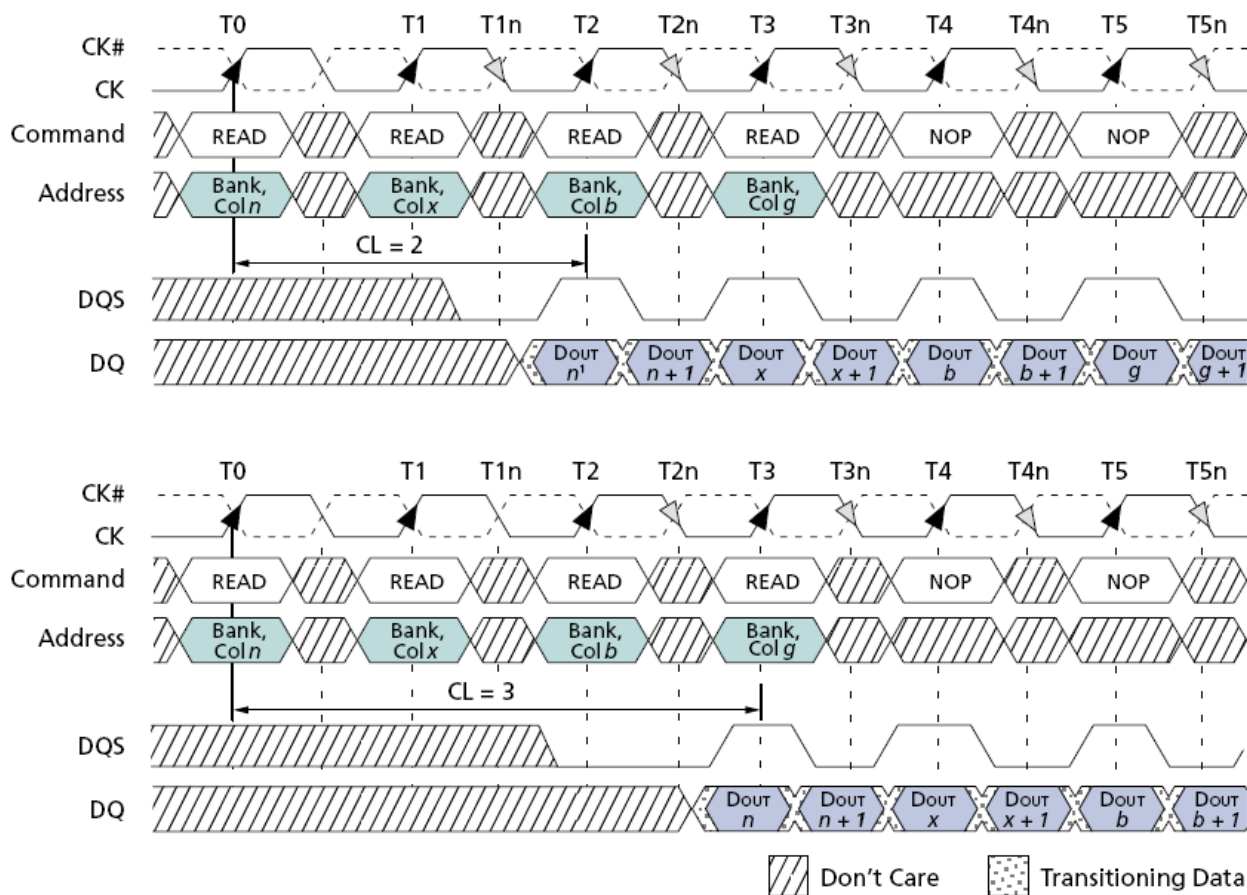 T0 T1 T1n T2 T2n T3 T3n T4 T4n T5 T5n
CK#
CK
Command READ READ READ READ NOP NOP
Address Bank, Col n Bank, Col x Bank, Col b Bank, Col g
CL = 2
DQS
DQ DOUT n¹ DOUT n + 1 DOUT x DOUT x + 1 DOUT b DOUT b + 1 DOUT g DOUT g + 1
T0 T1 T1n T2 T2n T3 T3n T4 T4n T5 T5n
CK#
CK
Command READ READ READ READ NOP NOP
Address Bank, Col n Bank, Col x Bank, Col b Bank, Col g
CL = 3
DQS
DQ DOUT n DOUT n + 1 DOUT x DOUT x + 1 DOUT b DOUT b + 1
Don't Care Transitioning Data